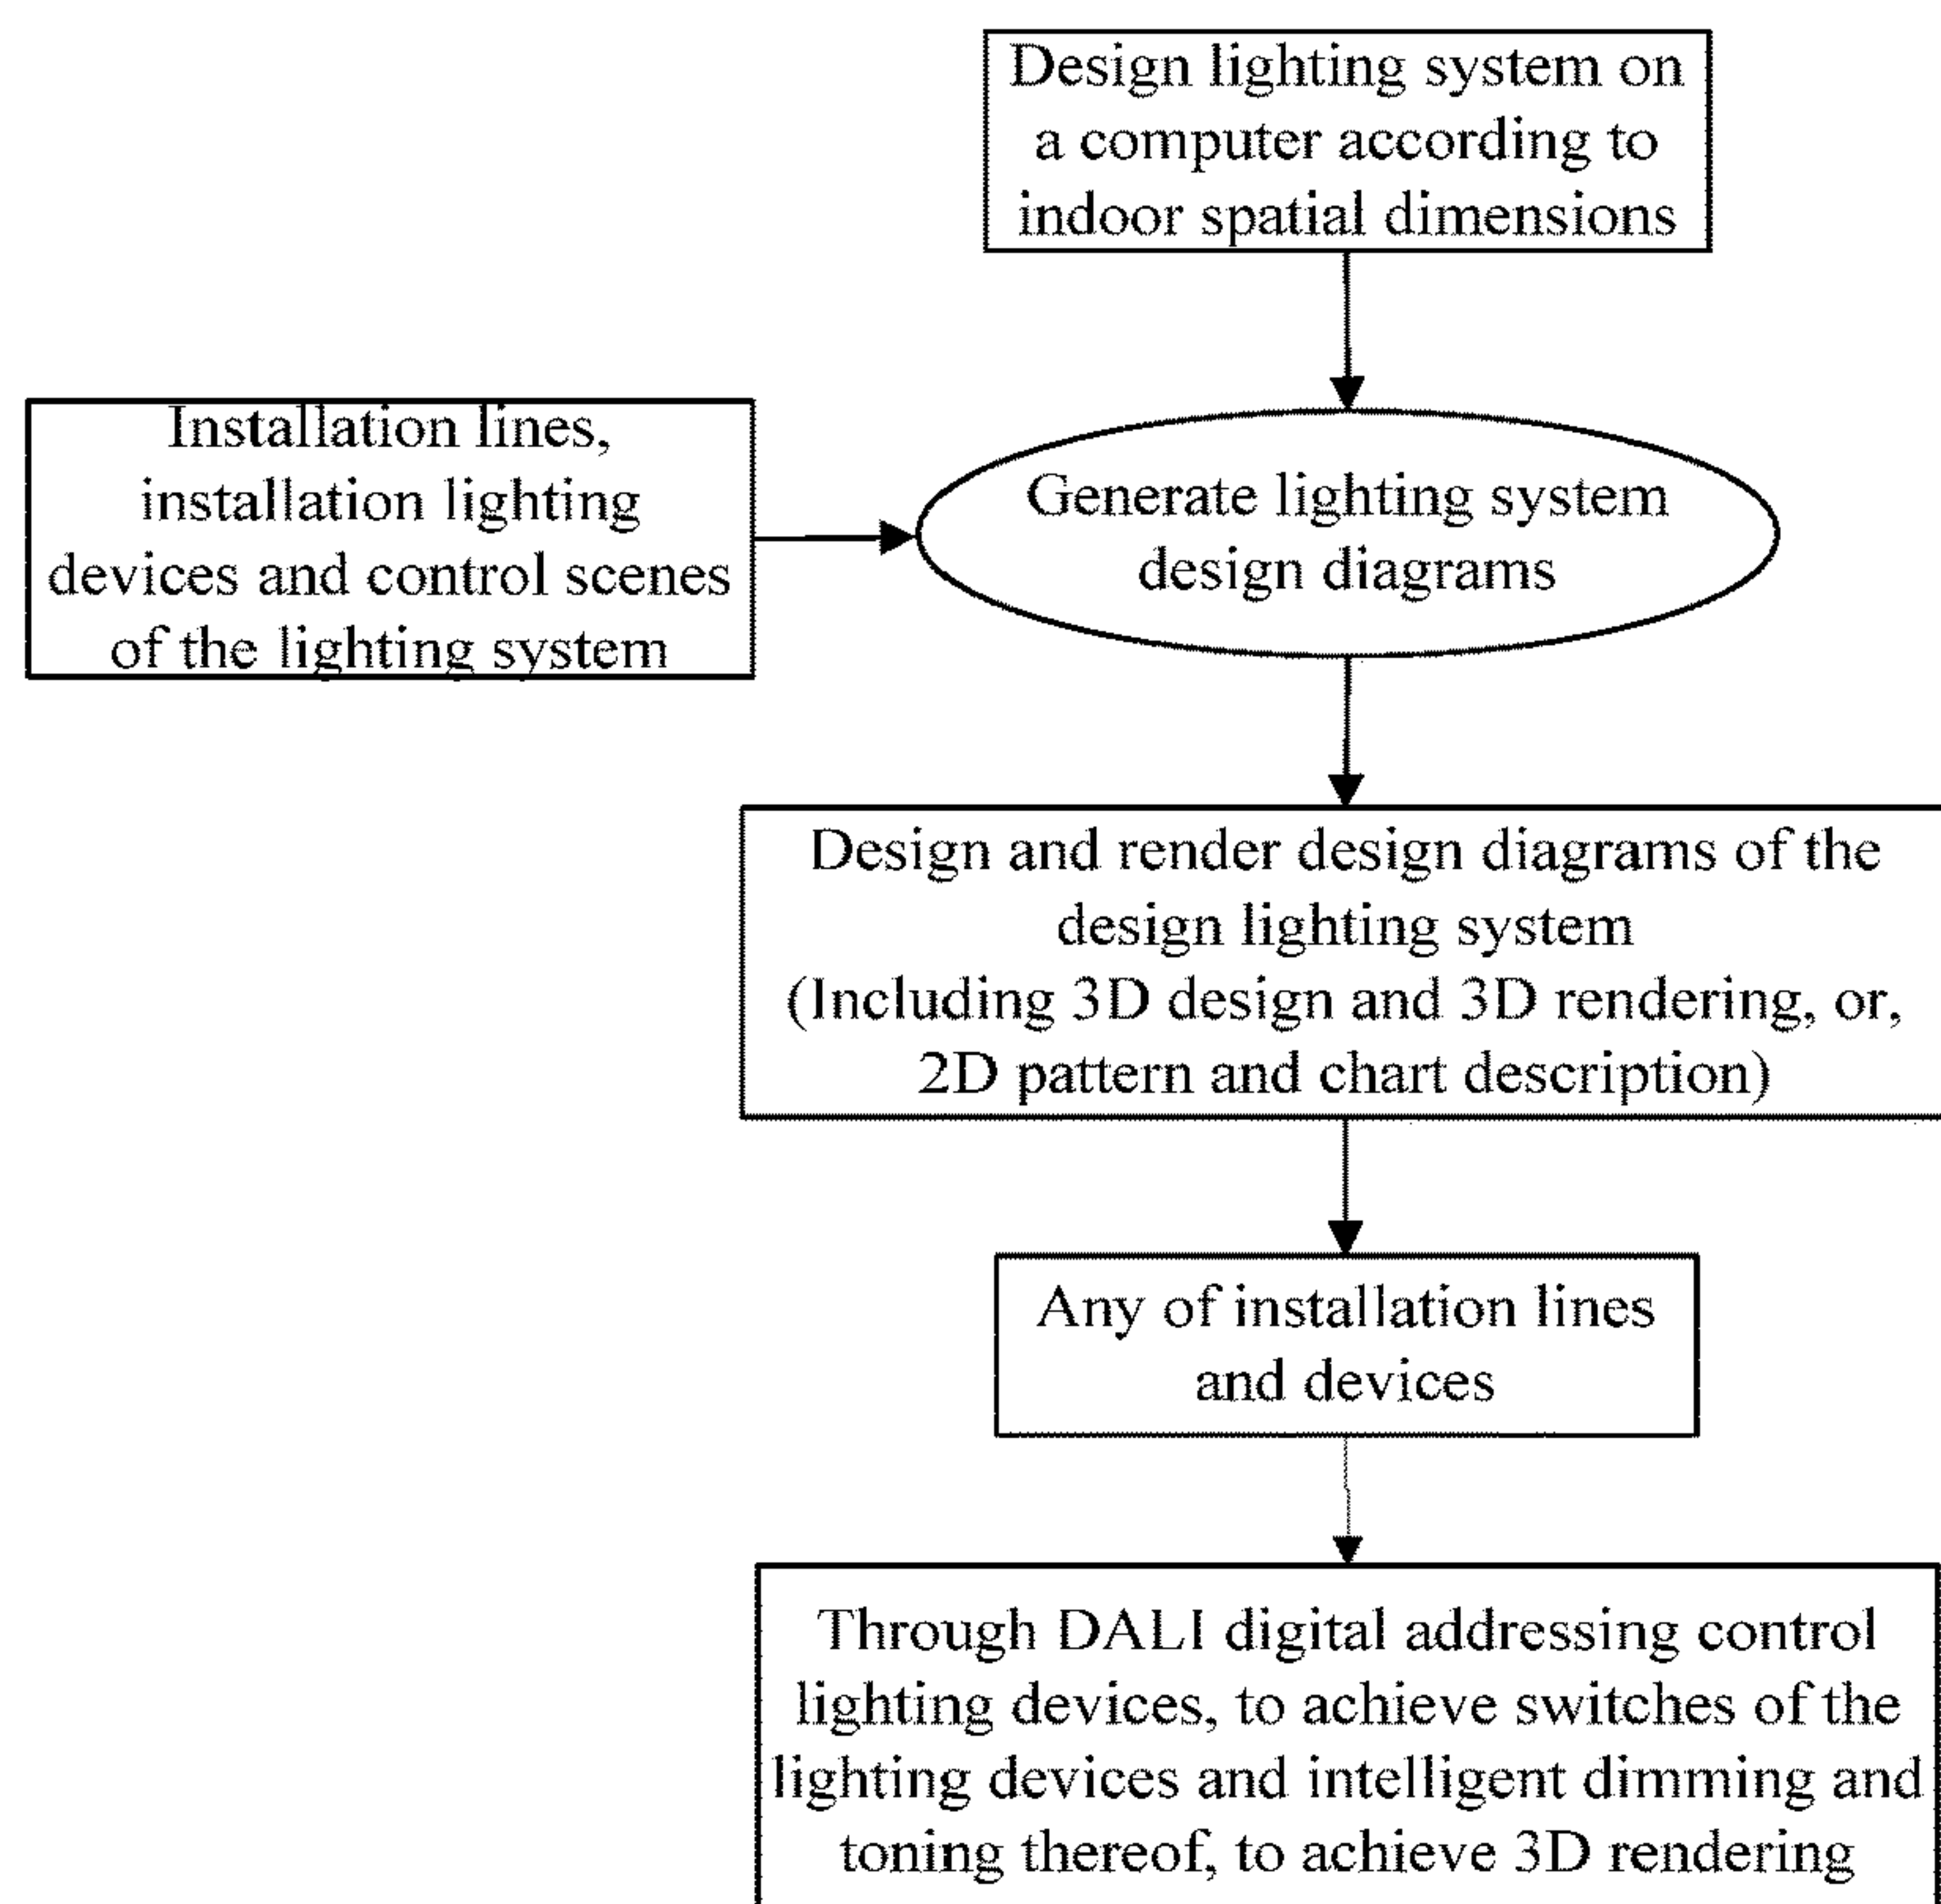 Design lighting system on
a computer according to
indoor spatial dimensions
Installation lines,
installation lighting
devices and control scenes
of the lighting system
Generate lighting system
design diagrams
Design and render design diagrams of the
design lighting system
(Including 3D design and 3D rendering, or,
2D pattern and chart description)
Any of installation lines
and devices
Through DALI digital addressing control
lighting devices, to achieve switches of the
lighting devices and intelligent dimming and
toning thereof, to achieve 3D rendering